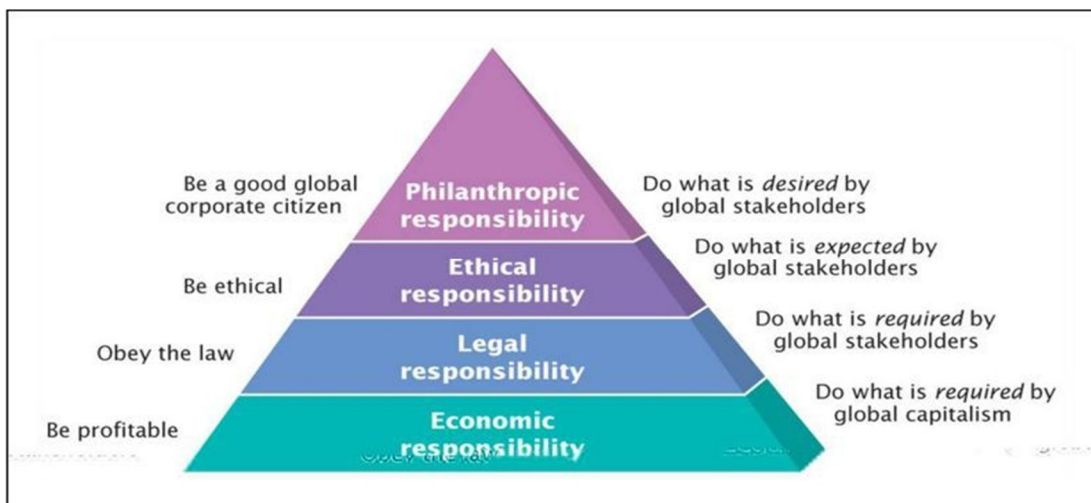 Be a good global
corporate citizen
Philanthropic
responsibility
Do what is desired by
global stakeholders
Be ethical
Ethical
responsibility
Do what is expected by
global stakeholders
Obey the law
Legal
responsibility
Do what is required by
global stakeholders
Be profitable
Economic
responsibility
Do what is required by
global capitalism